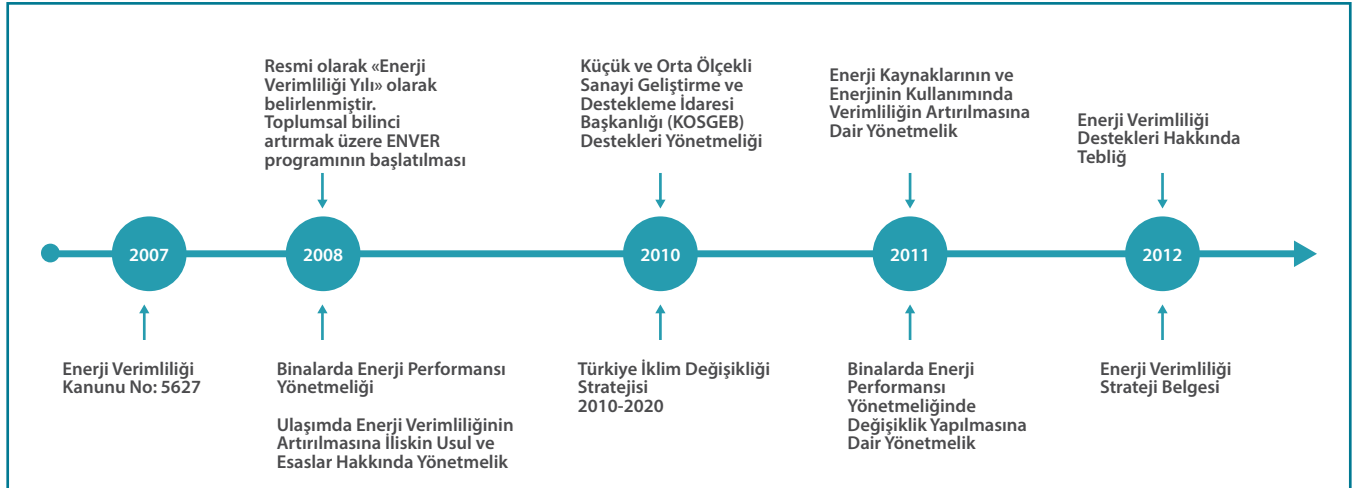 Resmi olarak «Enerji
Verimliliği Yılı» olarak
belirlenmiştir.
Toplumsal bilinci
artırmak üzere ENVER
programının başlatılması
Küçük ve Orta Ölçekli
Sanayi Geliştirme ve
Destekleme İdaresi
Başkanlığı (KOSGEB)
Destekleri Yönetmeliği
Enerji Kaynaklarının ve
Enerjinin Kullanımında
Verimliliğin Artırılmasına
Dair Yönetmelik
Enerji Verimliliği
Destekleri Hakkında
Tebliğ
2007
2008
2010
2011
2012
Enerji Verimliliği
Kanunu No: 5627
Binalarda Enerji Performansı
Yönetmeliği
Ulaşımda Enerji Verimliliğinin
Artırılmasına İliskin Usul ve
Esaslar Hakkında Yönetmelik
Türkiye İklim Değişikliği
Stratejisi
2010-2020
Binalarda Enerji
Performansı
Yönetmeliğinde
Değişiklik Yapılmasına
Dair Yönetmelik
Enerji Verimliliği
Strateji Belgesi